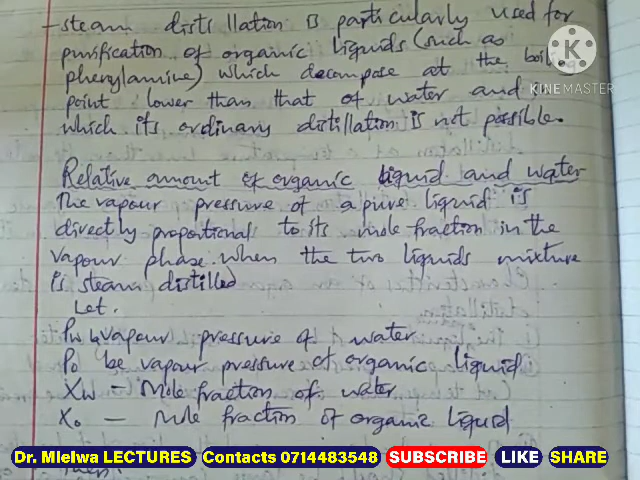 - steam distillation is particularly used for
purification of organic liquids (such as
phenylamine) which decompose at the boil
point lower than that of water and
which its ordinary distillation is not possible.
KINEMASTER
Relative amount of organic liquid and water
The vapour pressure of a pure liquid is
directly proportional to its mole fraction in the
vapour phase when the two liquids mixture
is steam distilled
Let.
Pw be vapour pressure of water
Po be vapour pressure of organic liquid
Xw - Mole fraction of water
Xo - Mole fraction of organic liquid
Dr. Mlelwa LECTURES Contacts 0714483548 SUBSCRIBE LIKE SHARE